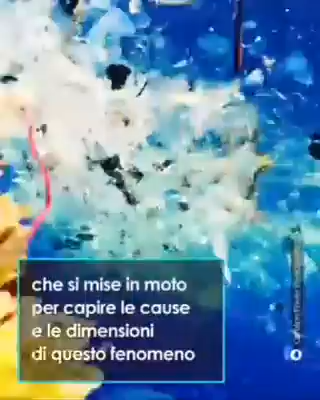 che si mise in moto
per capire le cause
e le dimensioni
di questo fenomeno